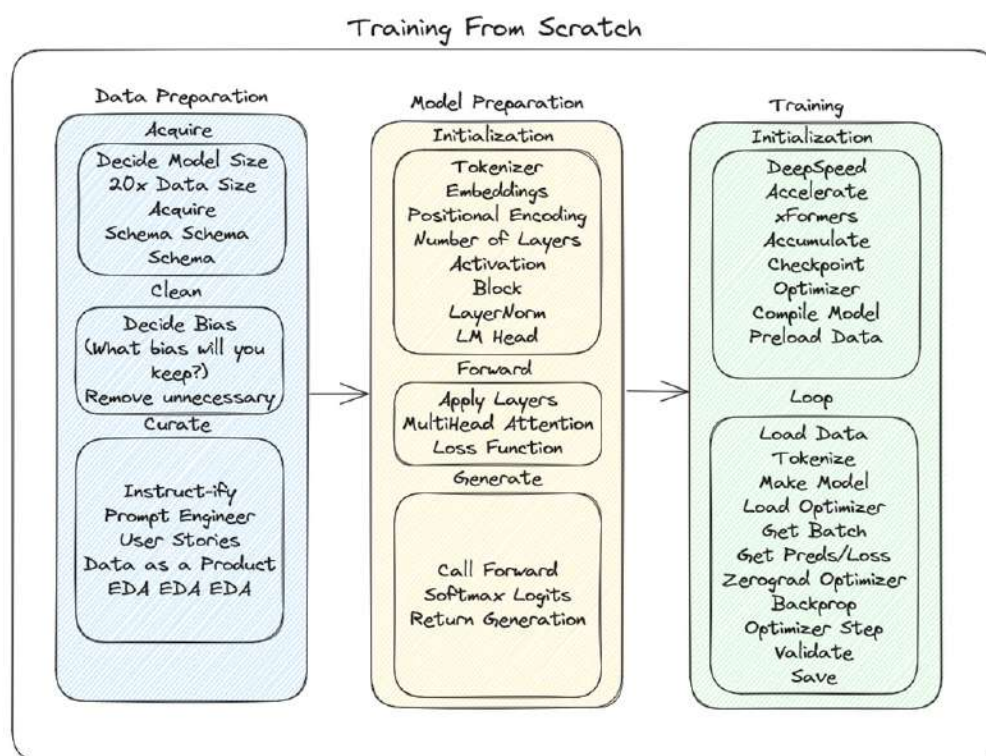 Training From Scratch
Data Preparation
Acquire
Decide Model Size
20x Data Size
Acquire
Schema Schema
Schema
Clean
Decide Bias
(What bias will you
keep?)
Remove unnecessary
Curate
Instruct-ify
Prompt Engineer
User Stories
Data as a Product
EDA EDA EDA
Model Preparation
Initialization
Tokenizer
Embeddings
Positional Encoding
Number of Layers
Activation
Block
LayerNorm
LM Head
Forward
Apply Layers
MultiHead Attention
Loss Function
Generate
Call Forward
Softmax Logits
Return Generation
Training
Initialization
DeepSpeed
Accelerate
xFormers
Accumulate
Checkpoint
Optimizer
Compile Model
Preload Data
Loop
Load Data
Tokenize
Make Model
Load Optimizer
Get Batch
Get Preds/Loss
Zerograd Optimizer
Backprop
Optimizer Step
Validate
Save